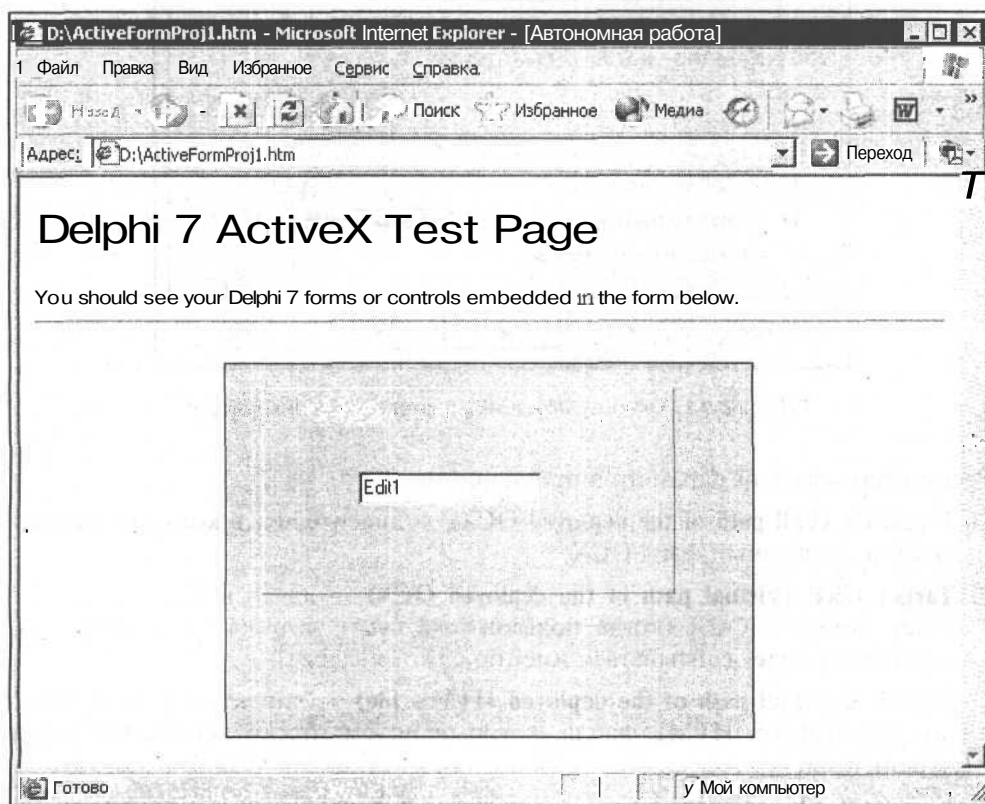 D:\ActiveFormProj1.htm - Microsoft Internet Explorer - [Автономная работа]
1 Файл Правка Вид Избранное Сервис Справка
Назад Поиск Избранное Медиа »
Адрес: D:\ActiveFormProj1.htm Переход
T
Delphi 7 ActiveX Test Page
You should see your Delphi 7 forms or controls embedded in the form below.
Edit1
Готово у Мой компьютер